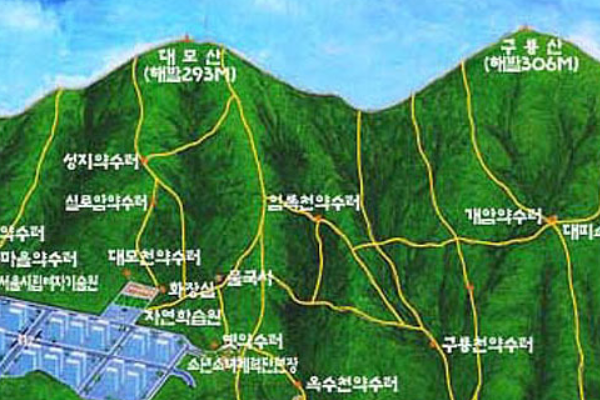 대모산
(해발293M)
구룡산
(해발306M)
성지약수터
실로암약수터
약수터
마을약수터
대모천약수터
화장실
불국사
자연학습원
옛약수터
옥수천약수터
구룡천약수터
개암약수터